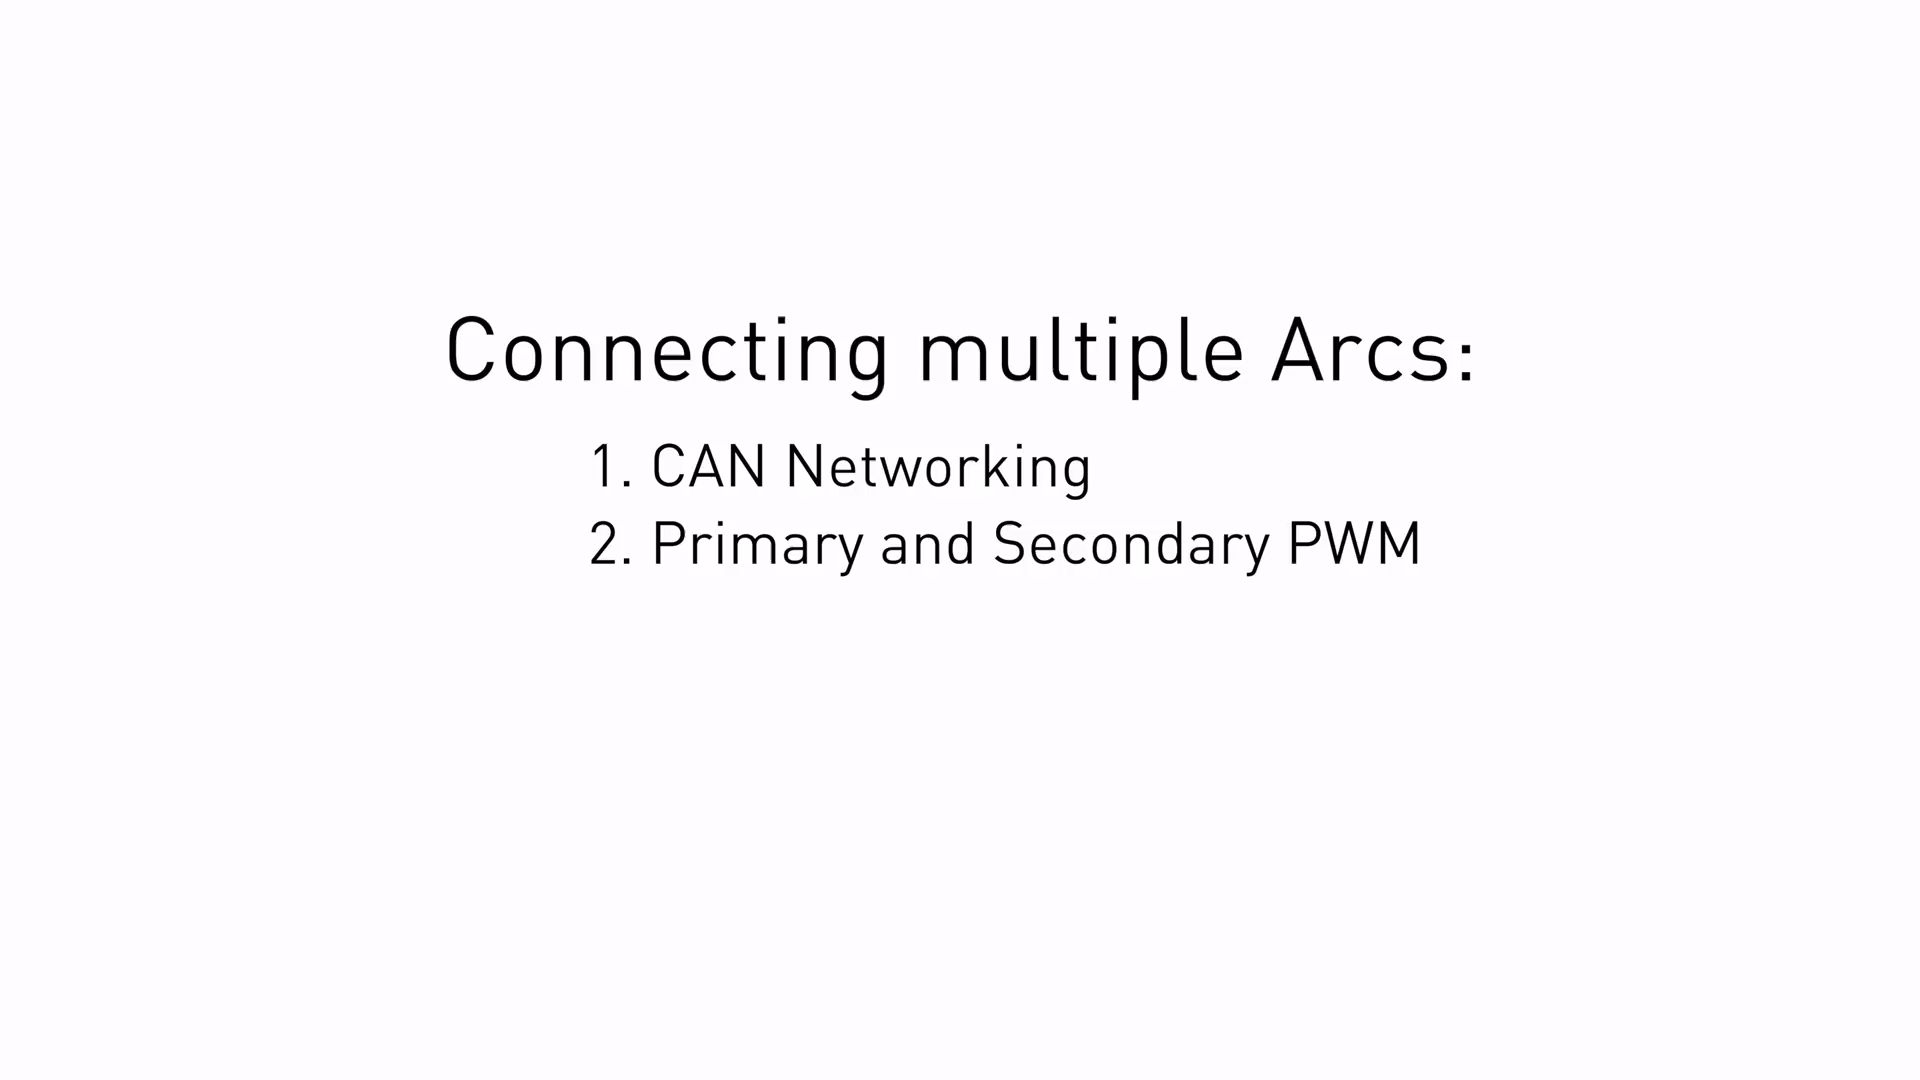 Connecting multiple Arcs:
1. CAN Networking
2. Primary and Secondary PWM